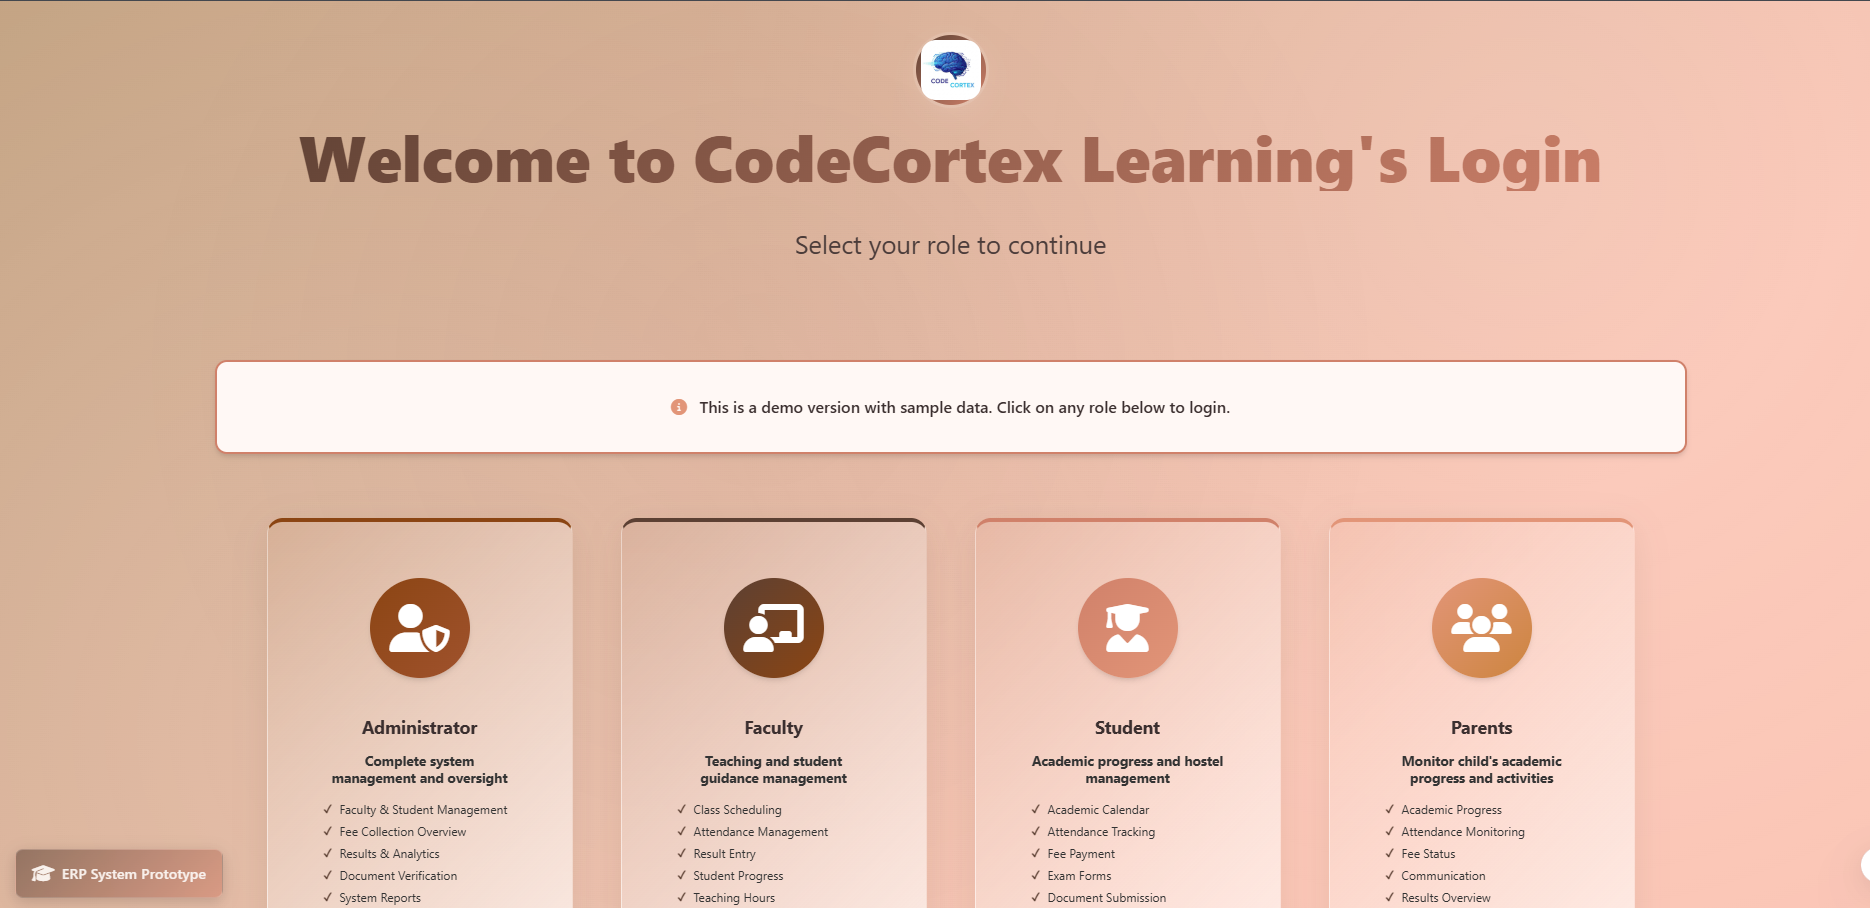 CODE
CORTEX
Welcome to CodeCortex Learning's Login
Select your role to continue
This is a demo version with sample data. Click on any role below to login.
Administrator
Complete system
management and oversight
✓ Faculty & Student Management
✓ Fee Collection Overview
✓ Results & Analytics
✓ Document Verification
✓ System Reports
Faculty
Teaching and student
guidance management
✓ Class Scheduling
✓ Attendance Management
✓ Result Entry
✓ Student Progress
✓ Teaching Hours
Student
Academic progress and hostel
management
✓ Academic Calendar
✓ Attendance Tracking
✓ Fee Payment
✓ Exam Forms
✓ Document Submission
Parents
Monitor child's academic
progress and activities
✓ Academic Progress
✓ Attendance Monitoring
✓ Fee Status
✓ Communication
✓ Results Overview
ERP System Prototype